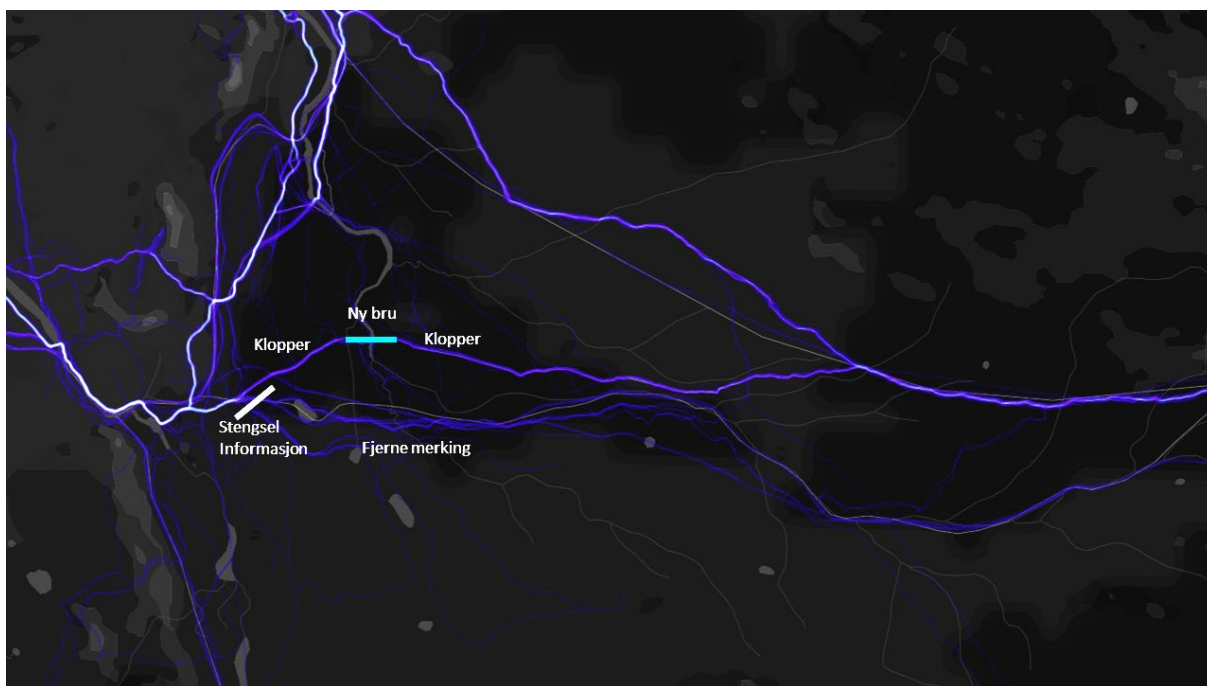 Ny bru
Klopper
Klopper
Stengsel
Informasjon
Fjerne merking